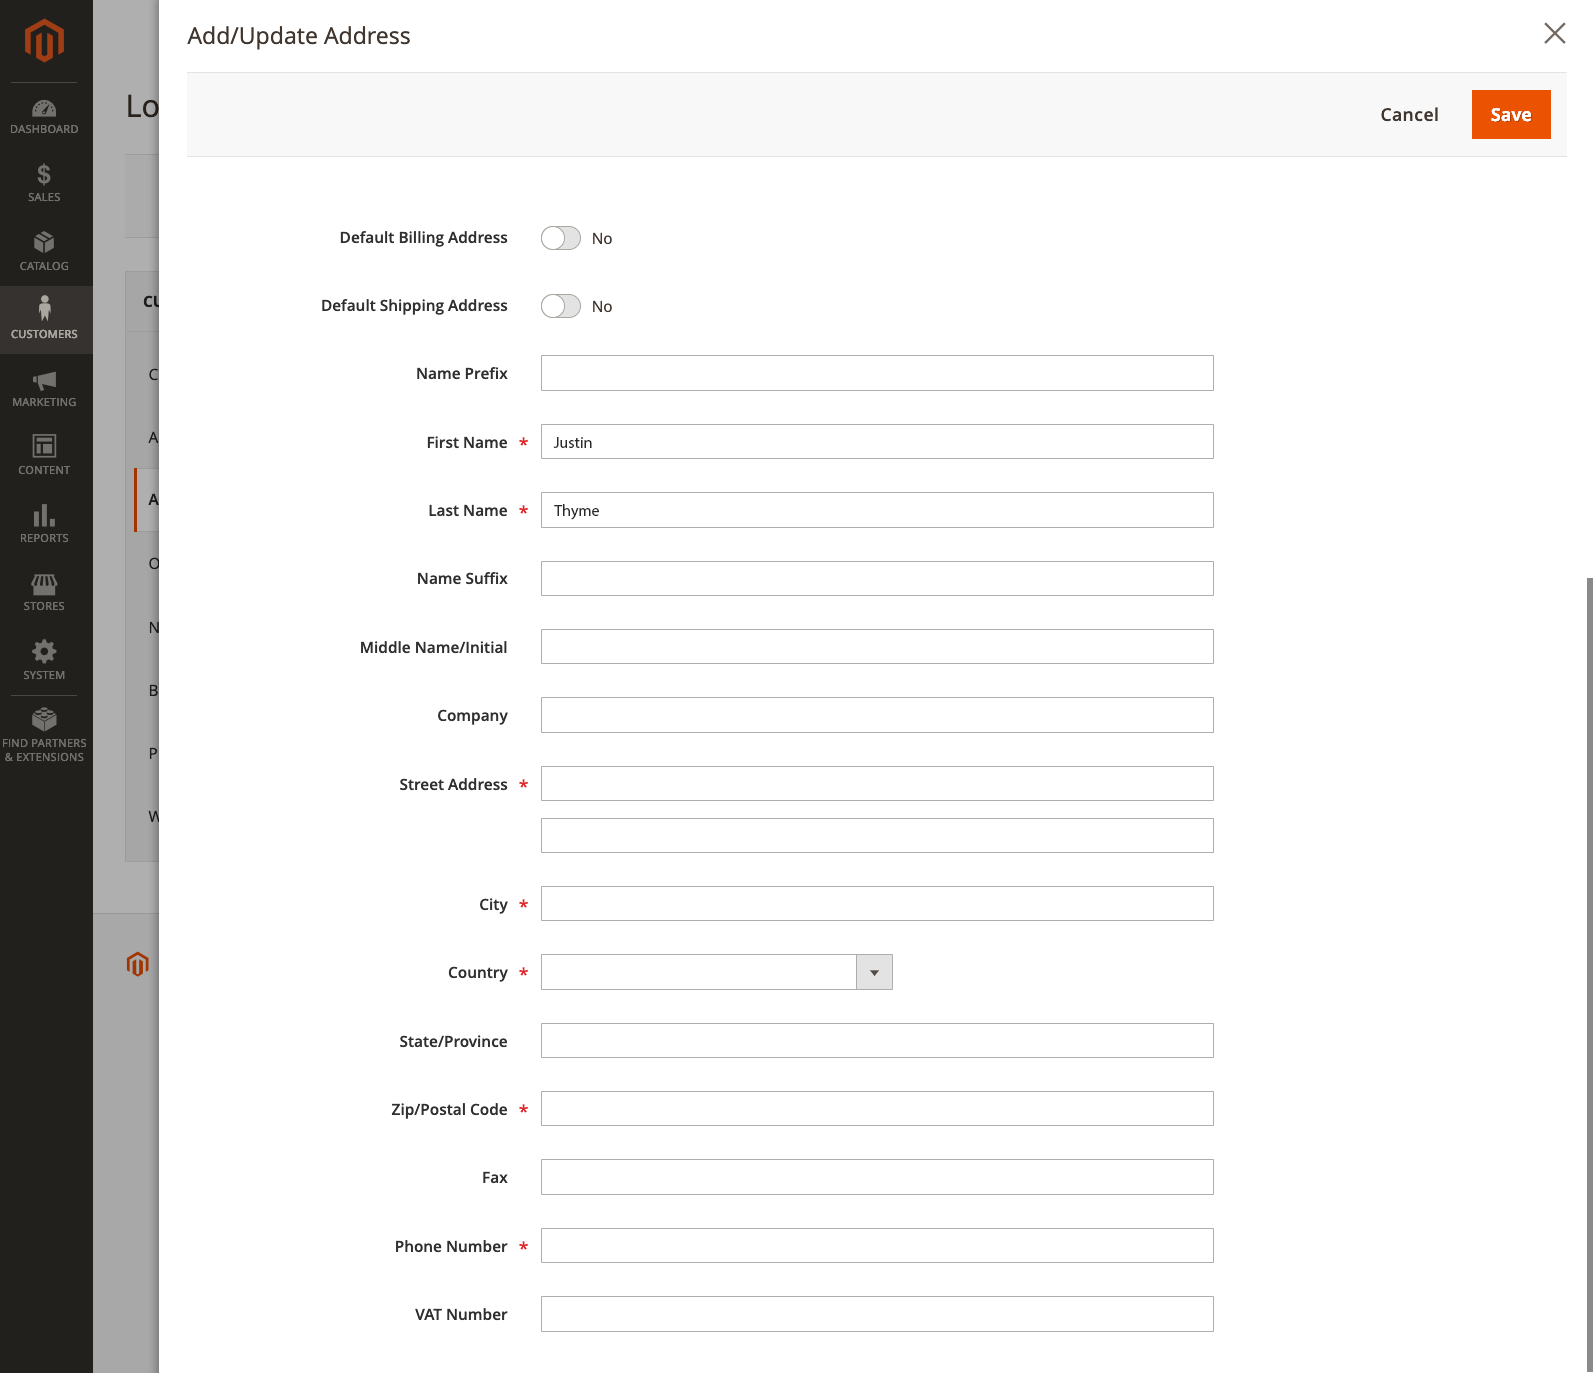 Add/Update Address
Cancel
Save
DASHBOARD
SALES
CATALOG
CUSTOMERS
MARKETING
CONTENT
REPORTS
STORES
SYSTEM
FIND PARTNERS
& EXTENSIONS
Lo
CU
C
A
A
O
N
B
P
W
Default Billing Address No
Default Shipping Address No
Name Prefix
First Name * Justin
Last Name * Thyme
Name Suffix
Middle Name/Initial
Company
Street Address *
City *
Country *
State/Province
Zip/Postal Code *
Fax
Phone Number *
VAT Number